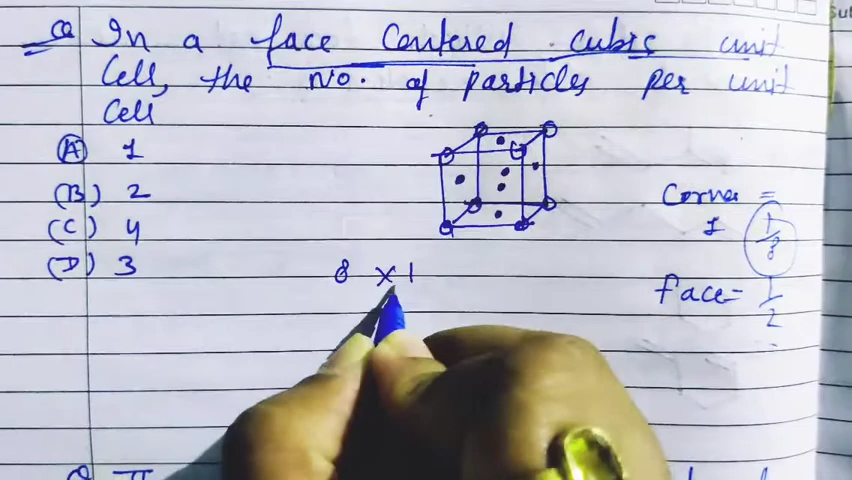 Q In a face centered cubic unit
Cell, the No. of particles per unit
Cell
(A) 1
(B) 2
(C) 4
(D) 3
Corner =
1 1/8
face = 1/2
8 × 1